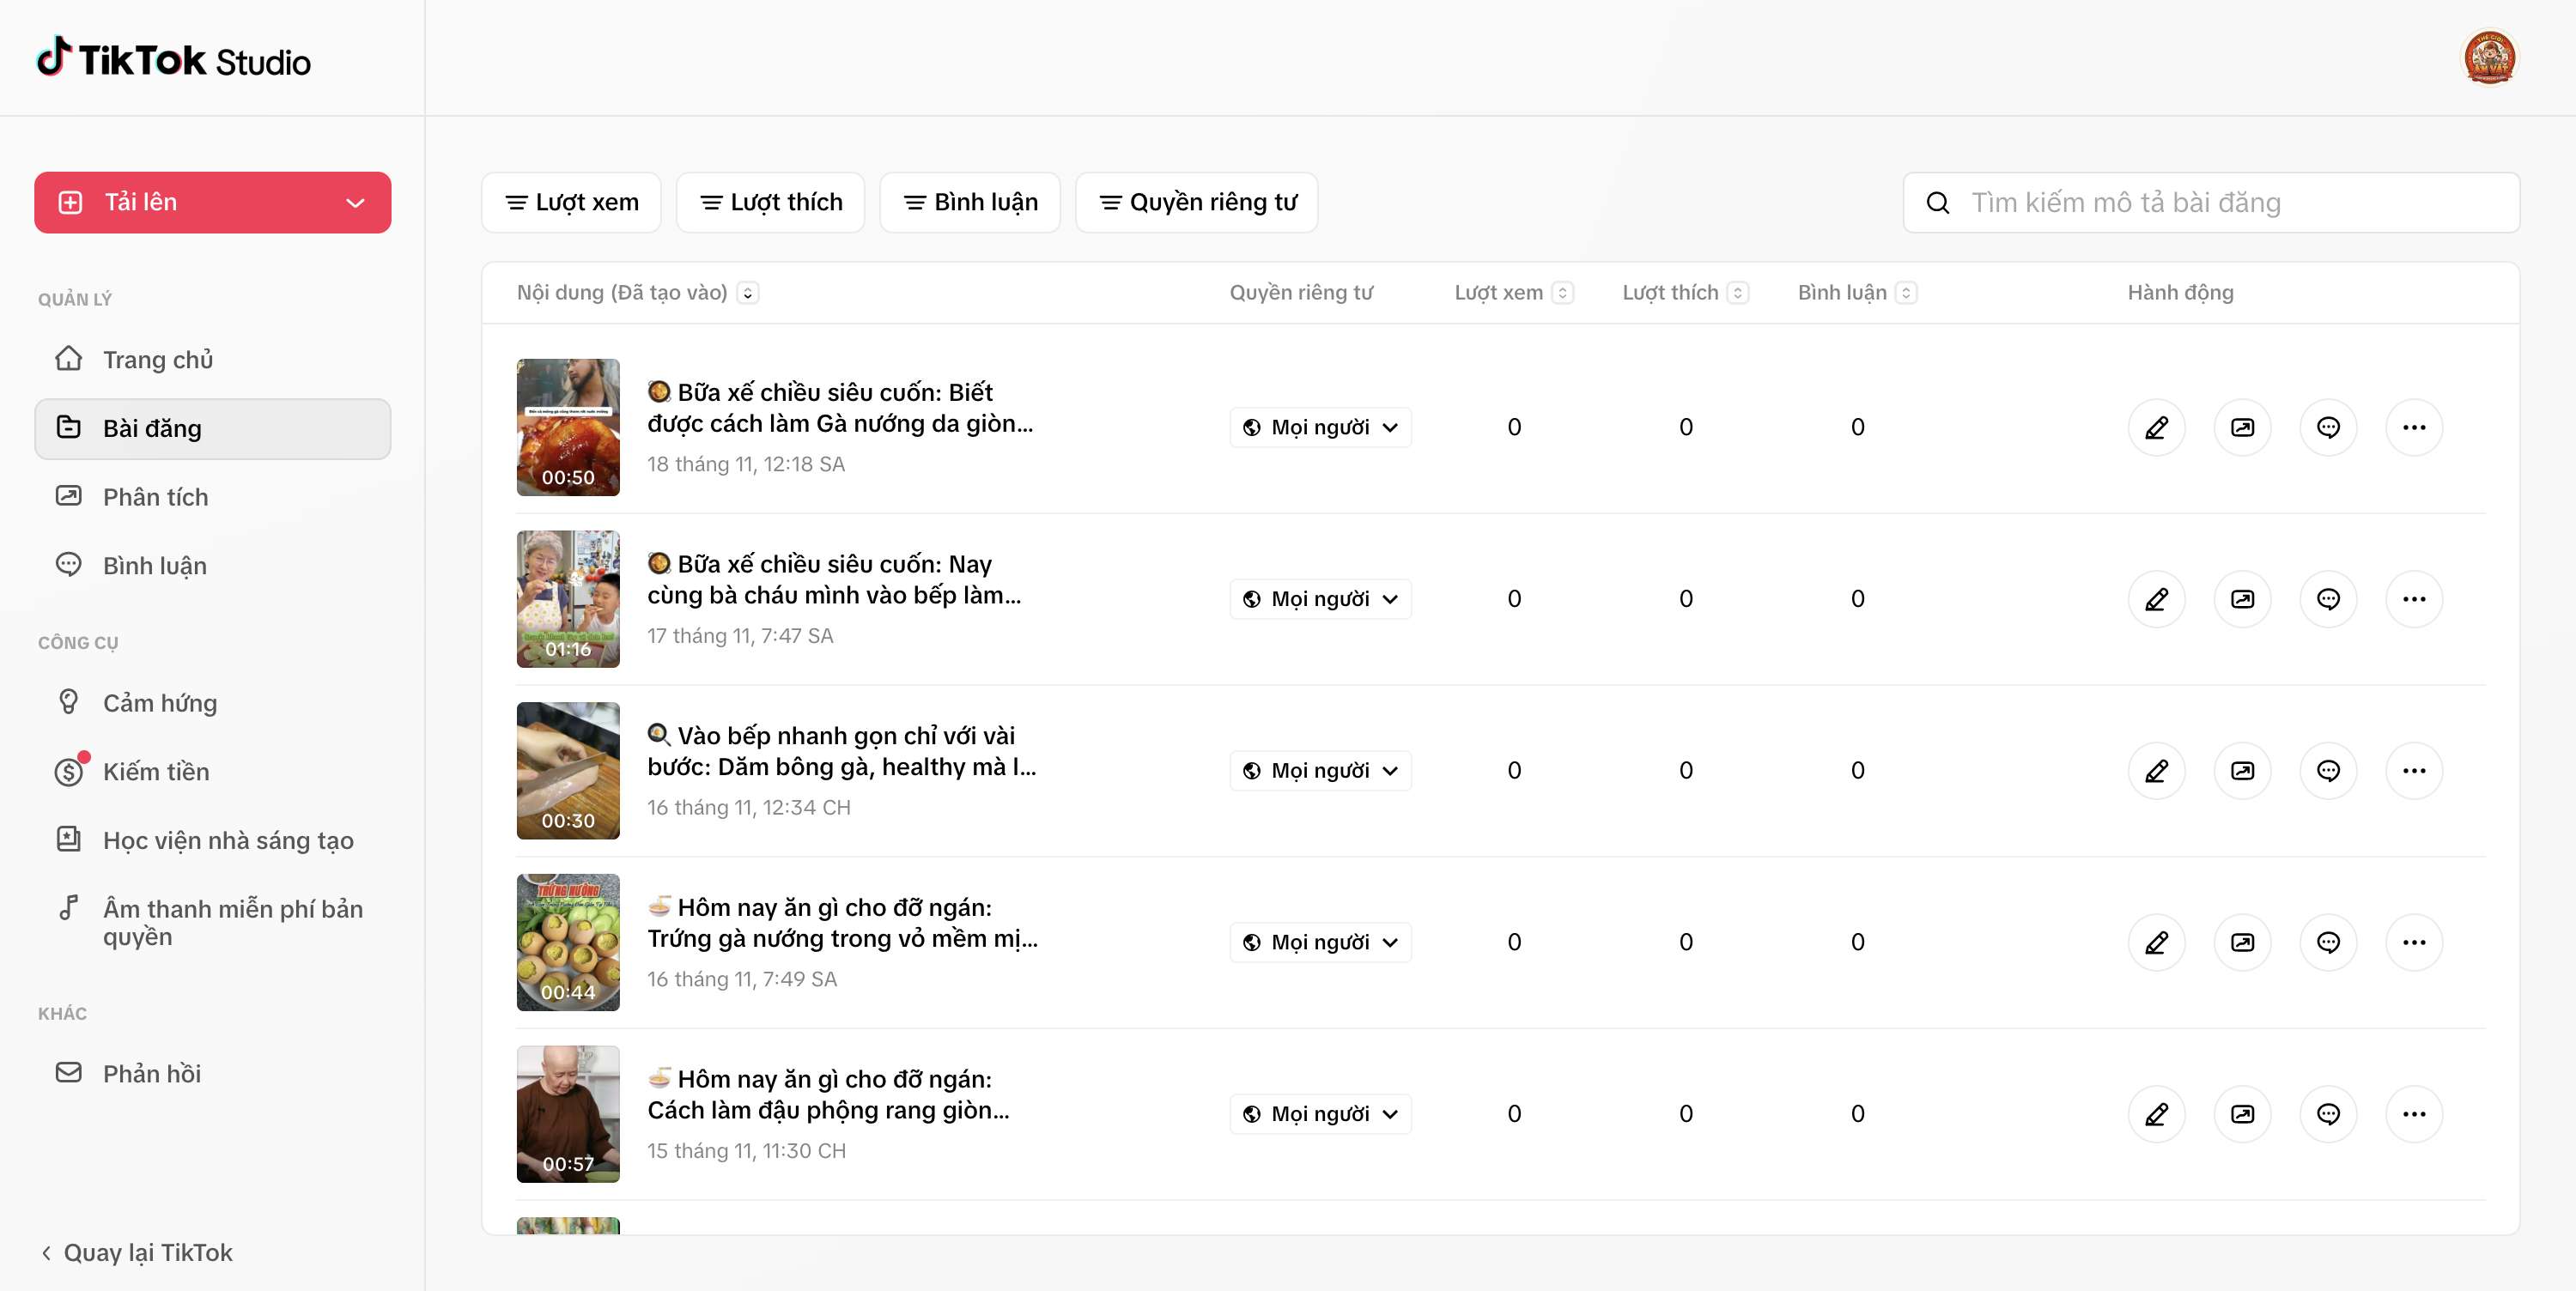 TikTok Studio
Tải lên
QUẢN LÝ
Trang chủ
Bài đăng
Phân tích
Bình luận
CÔNG CỤ
Cảm hứng
Kiếm tiền
Học viện nhà sáng tạo
Âm thanh miễn phí bản
quyền
KHÁC
Phản hồi
Quay lại TikTok
Lượt xem Lượt thích Bình luận Quyền riêng tư
Tìm kiếm mô tả bài đăng
Nội dung (Đã tạo vào) Quyền riêng tư Lượt xem Lượt thích Bình luận Hành động
00:50
🥘 Bữa xế chiều siêu cuốn: Biết
được cách làm Gà nướng da giòn...
18 tháng 11, 12:18 SA
Mọi người 0 0 0
01:16
🥘 Bữa xế chiều siêu cuốn: Nay
cùng bà cháu mình vào bếp làm...
17 tháng 11, 7:47 SA
Mọi người 0 0 0
00:30
🍳 Vào bếp nhanh gọn chỉ với vài
bước: Dăm bông gà, healthy mà l...
16 tháng 11, 12:34 CH
Mọi người 0 0 0
TRỨNG NƯỚNG
00:44
🍜 Hôm nay ăn gì cho đỡ ngán:
Trứng gà nướng trong vỏ mềm mị...
16 tháng 11, 7:49 SA
Mọi người 0 0 0
00:57
🍜 Hôm nay ăn gì cho đỡ ngán:
Cách làm đậu phộng rang giòn...
15 tháng 11, 11:30 CH
Mọi người 0 0 0